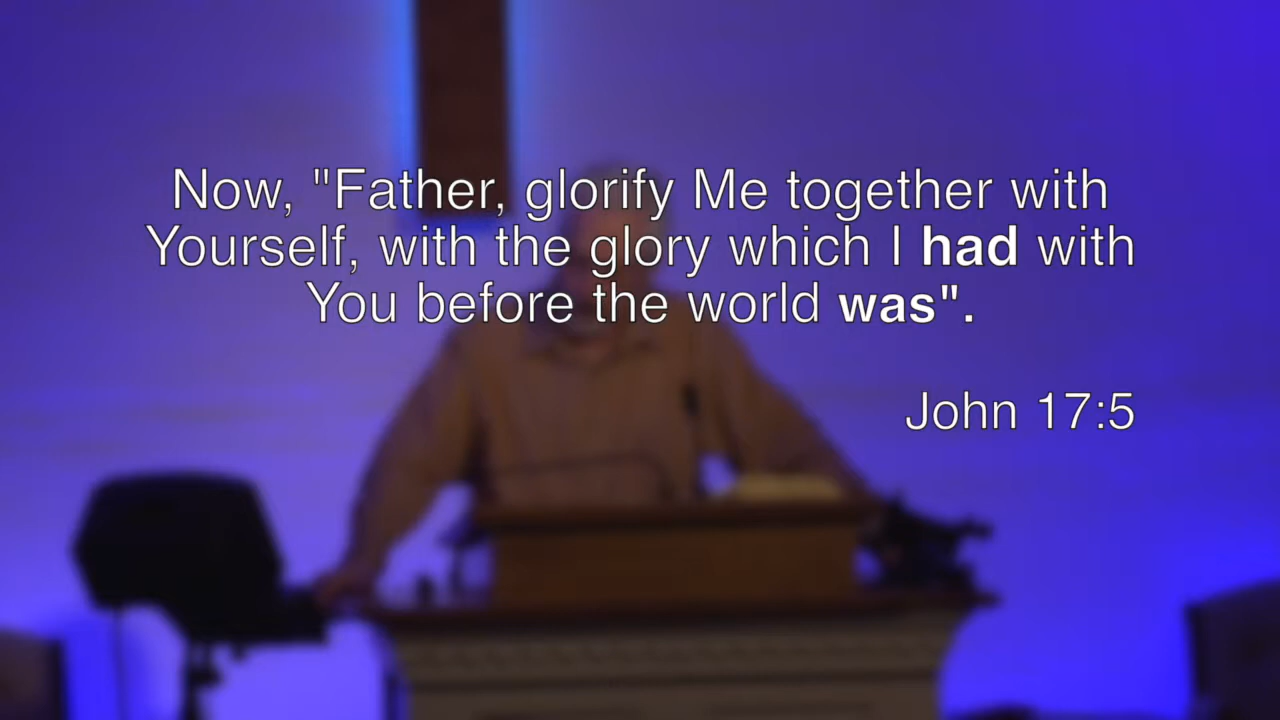 Now, "Father, glorify Me together with
Yourself, with the glory which I had with
You before the world was".
John 17:5